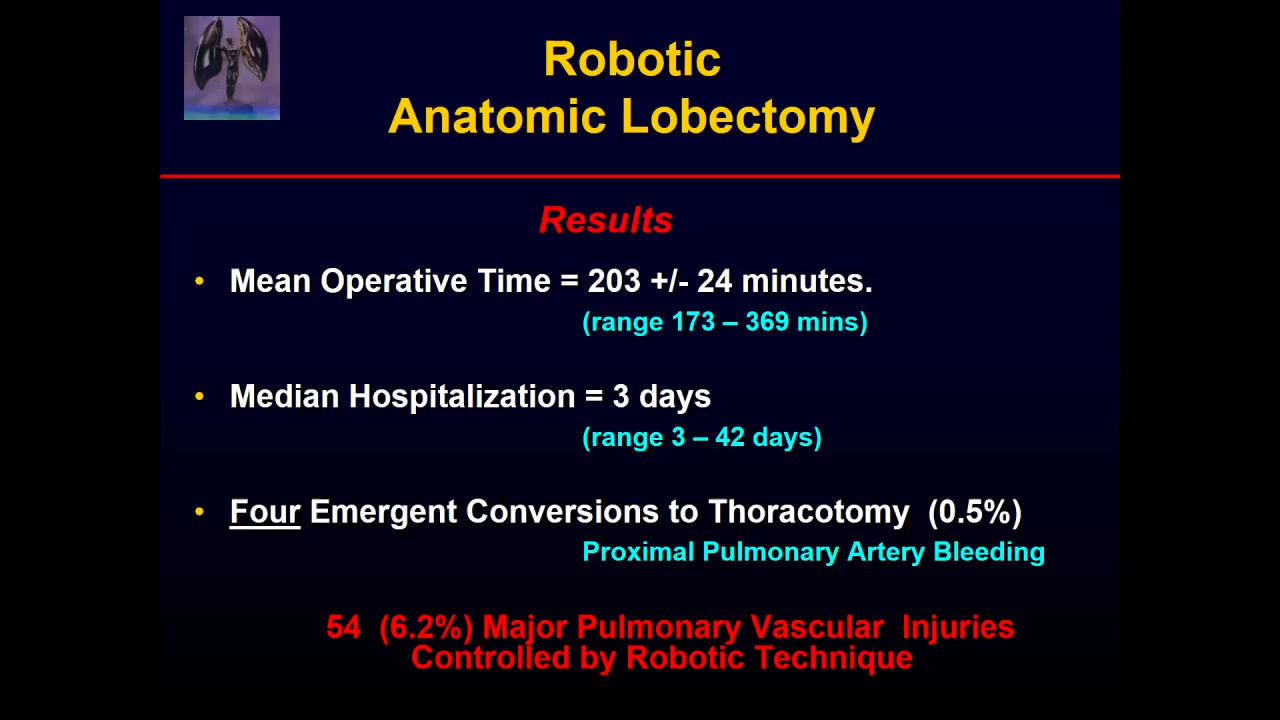 Robotic
Anatomic Lobectomy
Results
• Mean Operative Time = 203 +/- 24 minutes.
(range 173 – 369 mins)
• Median Hospitalization = 3 days
(range 3 – 42 days)
• Four Emergent Conversions to Thoracotomy (0.5%)
Proximal Pulmonary Artery Bleeding
54 (6.2%) Major Pulmonary Vascular Injuries
Controlled by Robotic Technique